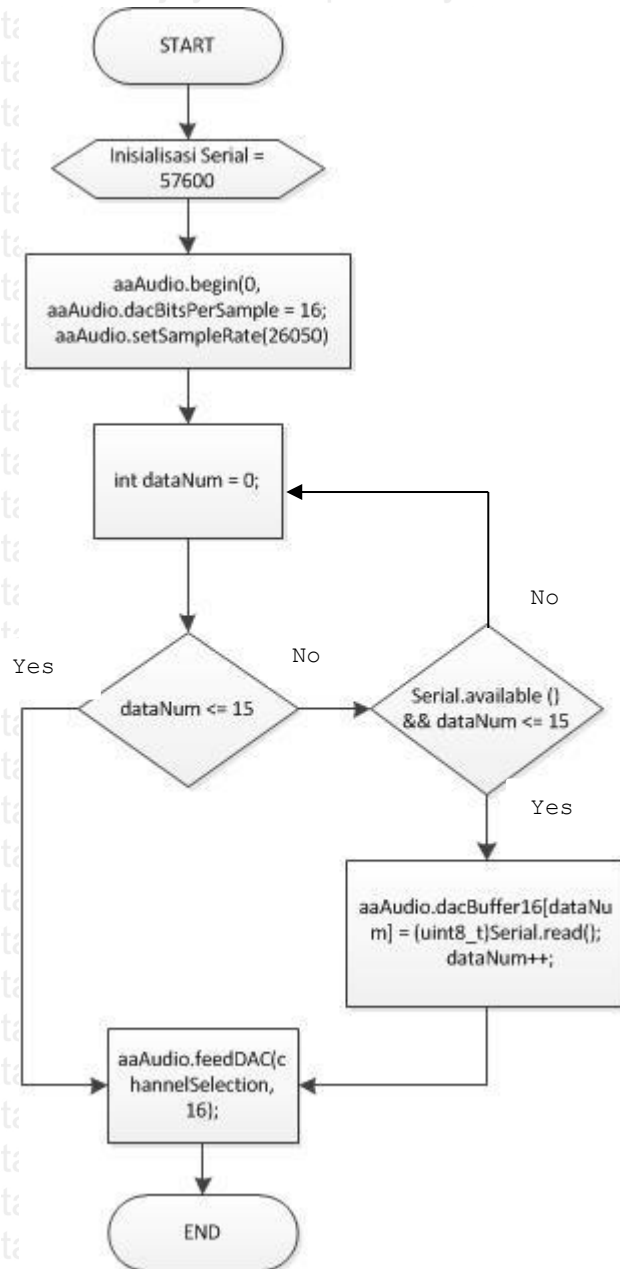 START
Inisialisasi Serial =
57600
aaAudio.begin(0,
aaAudio.dacBitsPerSample = 16;
aaAudio.setSampleRate(26050)
int dataNum = 0;
No
Yes
No
dataNum <= 15
Serial.available ()
&& dataNum <= 15
Yes
aaAudio.dacBuffer16[dataNu
m] = (uint8_t)Serial.read();
dataNum++;
aaAudio.feedDAC(c
hannelSelection,
16);
END